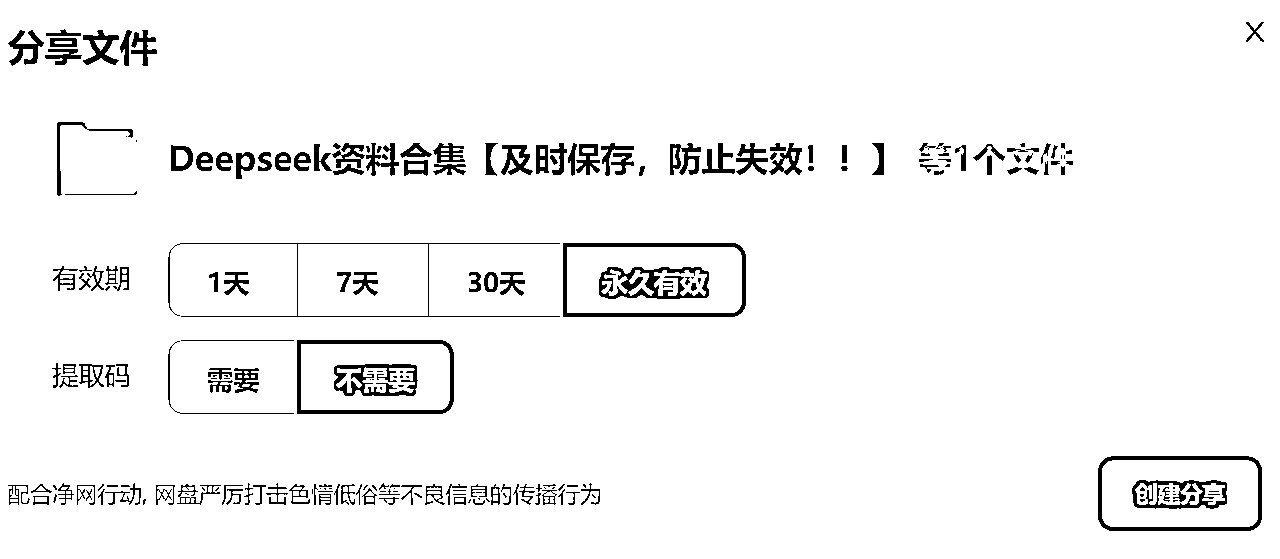 分享文件
X
Deepseek资料合集【及时保存，防止失效！！】 等1个文件
有效期 1天 7天 30天 永久有效
提取码 需要 不需要
配合净网行动, 网盘严厉打击色情低俗等不良信息的传播行为
创建分享